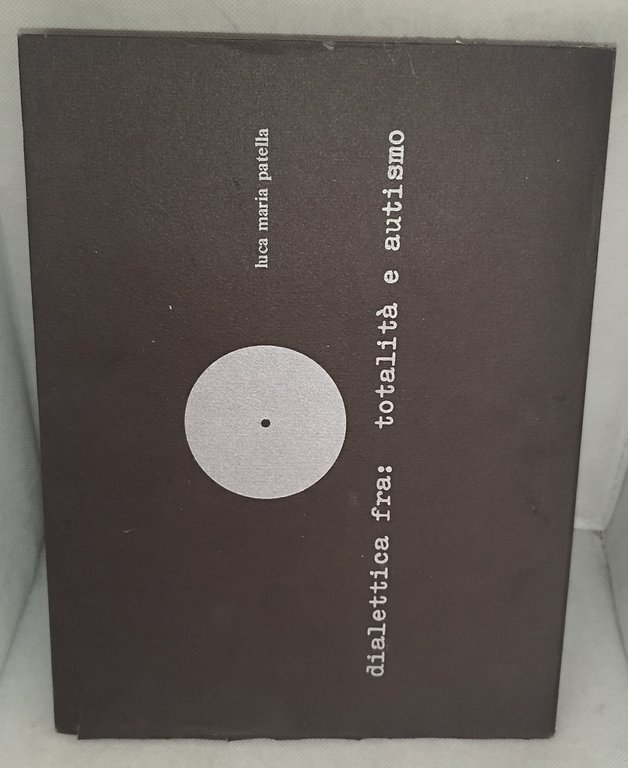 luca maria patella
dialettica fra: totalità e autismo